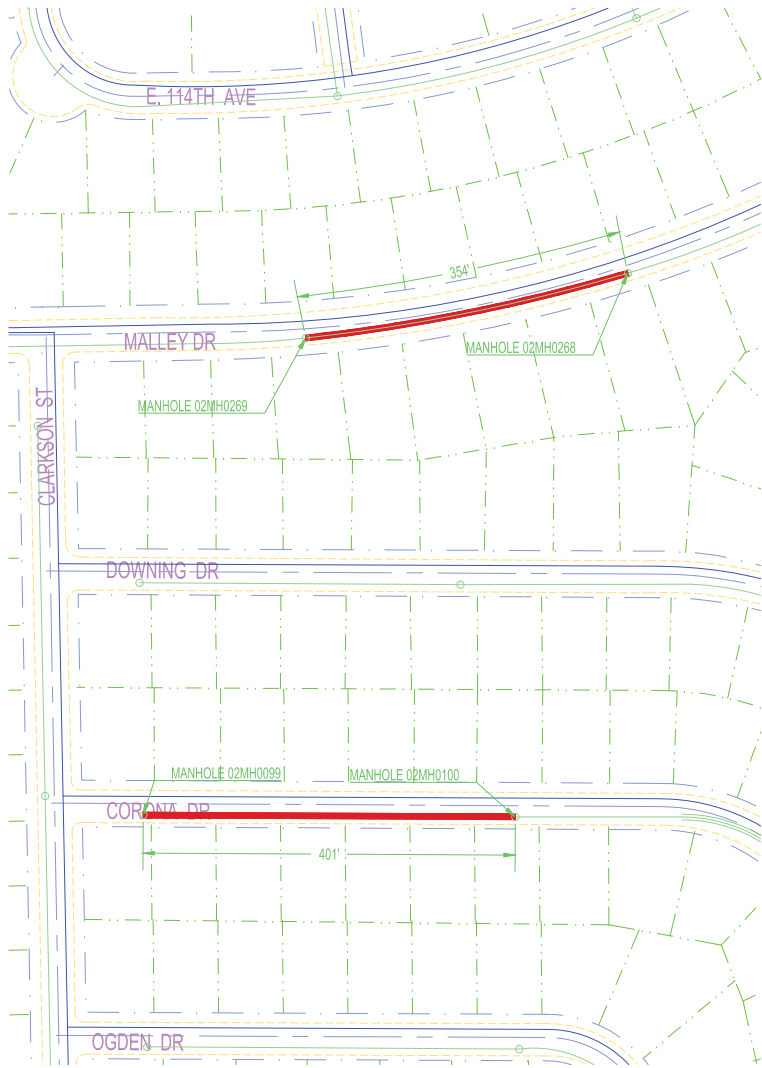 E. 114TH AVE
354'
MALLEY DR
MANHOLE 02MH0268
MANHOLE 02MH0269
CLARKSON ST
DOWNING DR
MANHOLE 02MH0099
MANHOLE 02MH0100
CORONA DR
401'
OGDEN DR